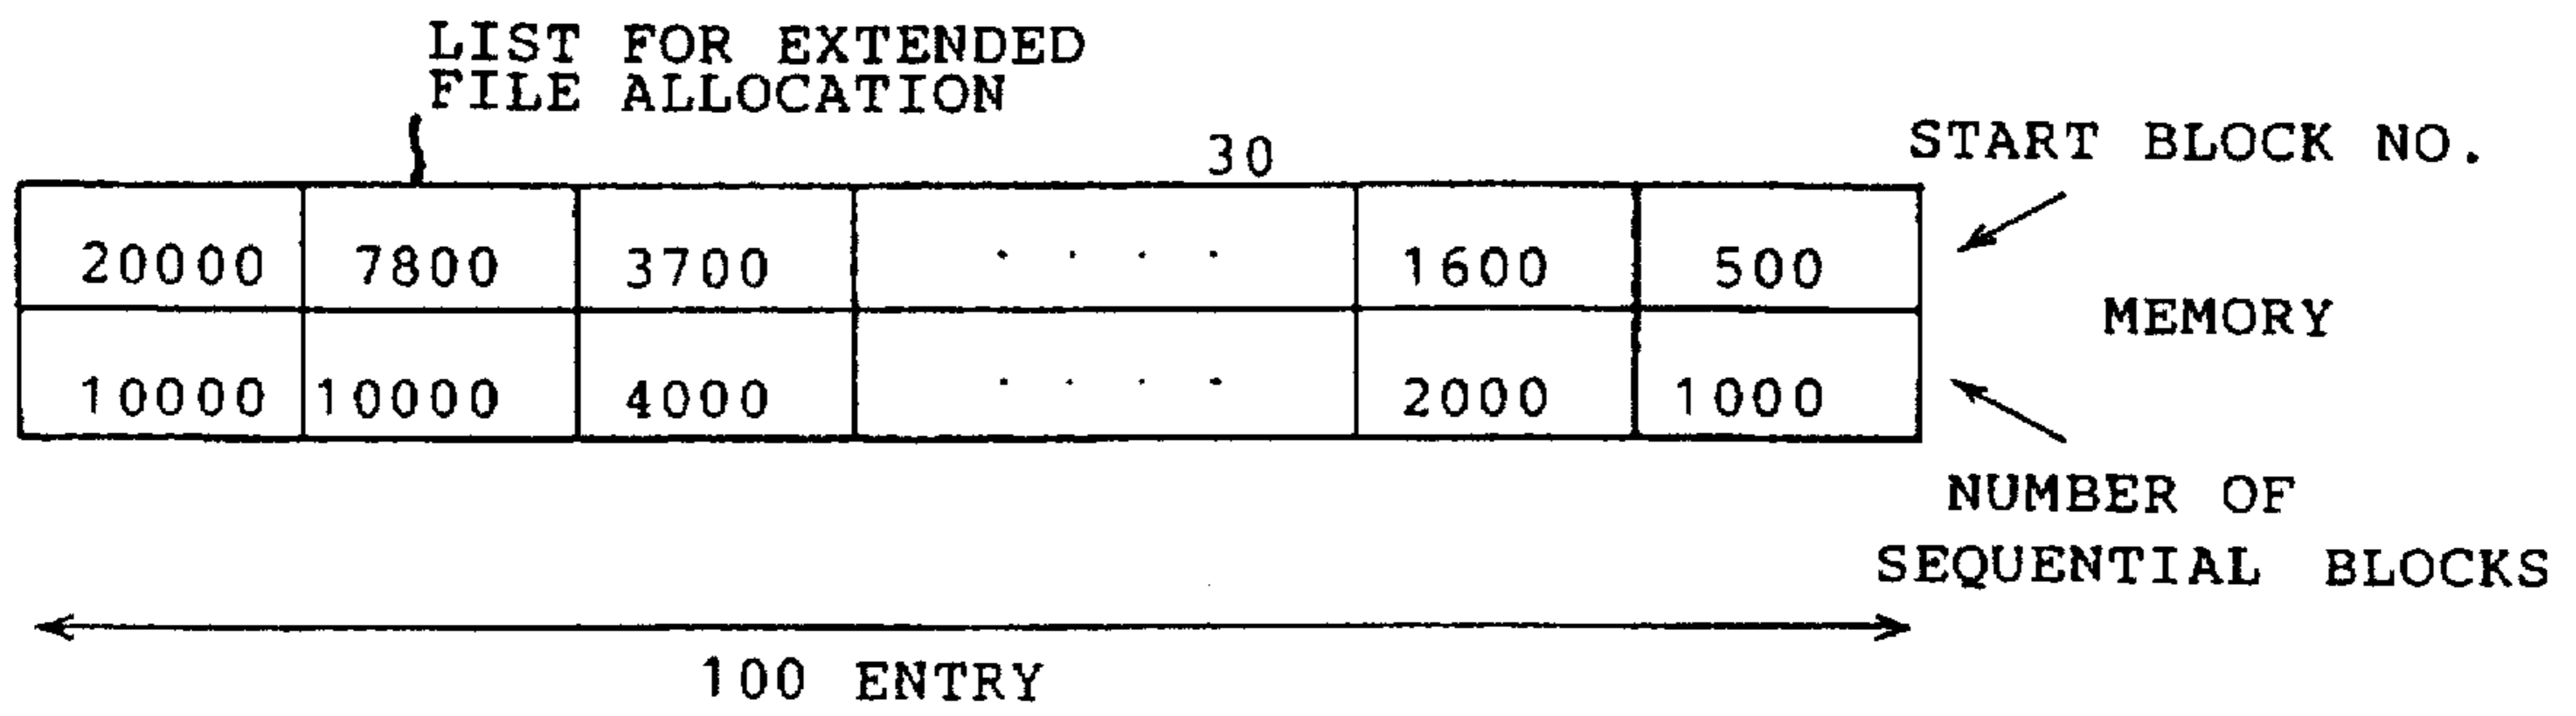 LIST FOR EXTENDED
FILE ALLOCATION
30
START BLOCK NO.
20000 7800 3700 . . . . 1600 500
MEMORY
10000 10000 4000 . . . . 2000 1000
NUMBER OF
SEQUENTIAL BLOCKS
100 ENTRY